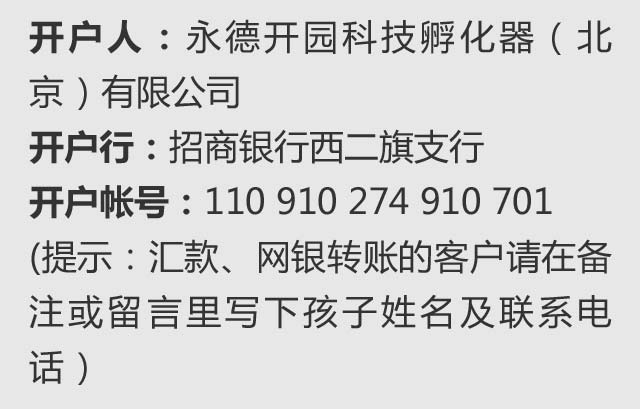 开户人：永德开园科技孵化器（北
京）有限公司
开户行：招商银行西二旗支行
开户帐号：110 910 274 910 701
(提示：汇款、网银转账的客户请在备
注或留言里写下孩子姓名及联系电
话）